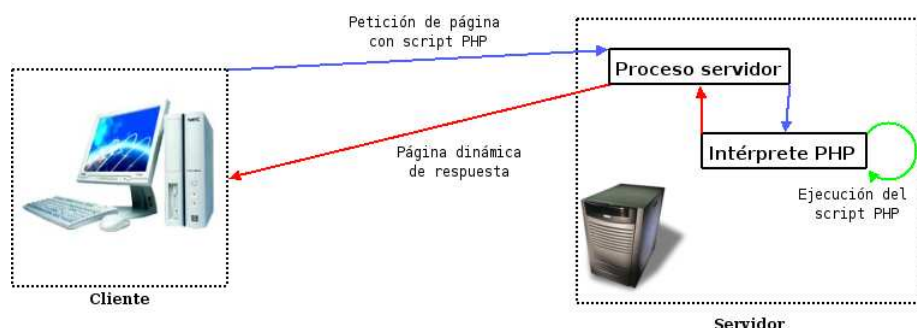 Petición de página
con script PHP
Proceso servidor
Intérprete PHP
Página dinámica
de respuesta
Ejecución del
script PHP
NEC
Cliente
Servidor